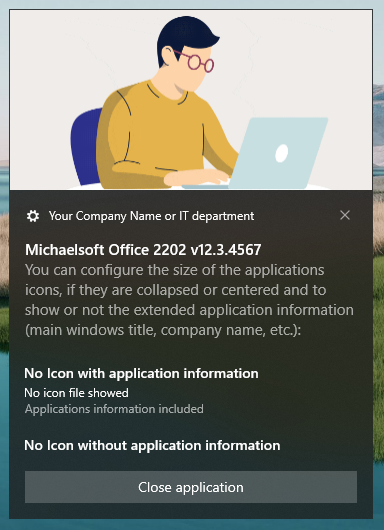 Your Company Name or IT department
Michaelsoft Office 2202 v12.3.4567
You can configure the size of the applications
icons, if they are collapsed or centered and to
show or not the extended application information
(main windows title, company name, etc.):
No Icon with application information
No icon file showed
Applications information included
No Icon without application information
Close application